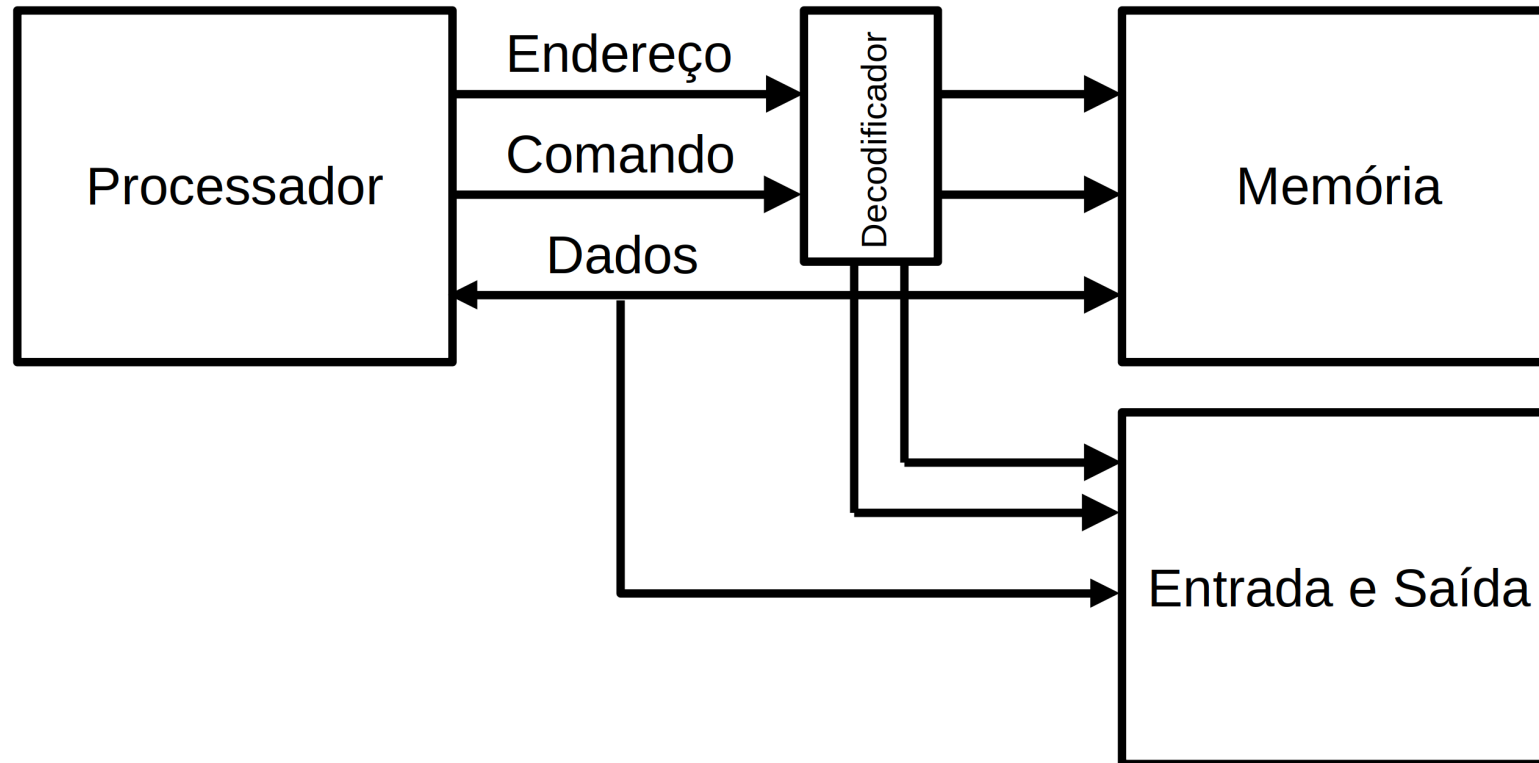 Endereço
Decodificador
Comando
Processador
Memória
Dados
Entrada e Saída